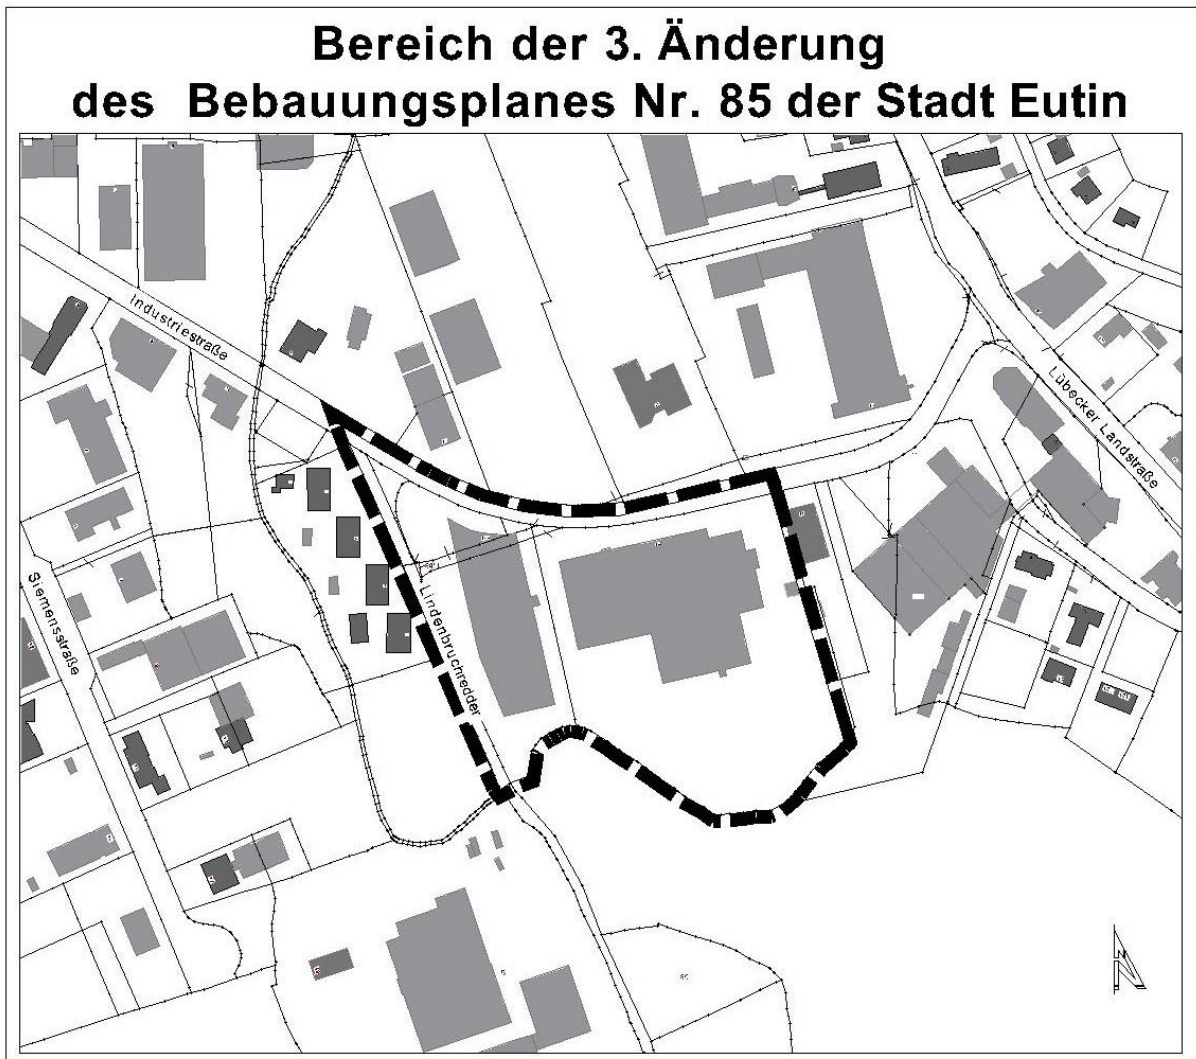 Bereich der 3. Änderung
des Bebauungsplanes Nr. 85 der Stadt Eutin
Industriestraße
Lübecker Landstraße
Siemensstraße
Lindenbruchredder
N